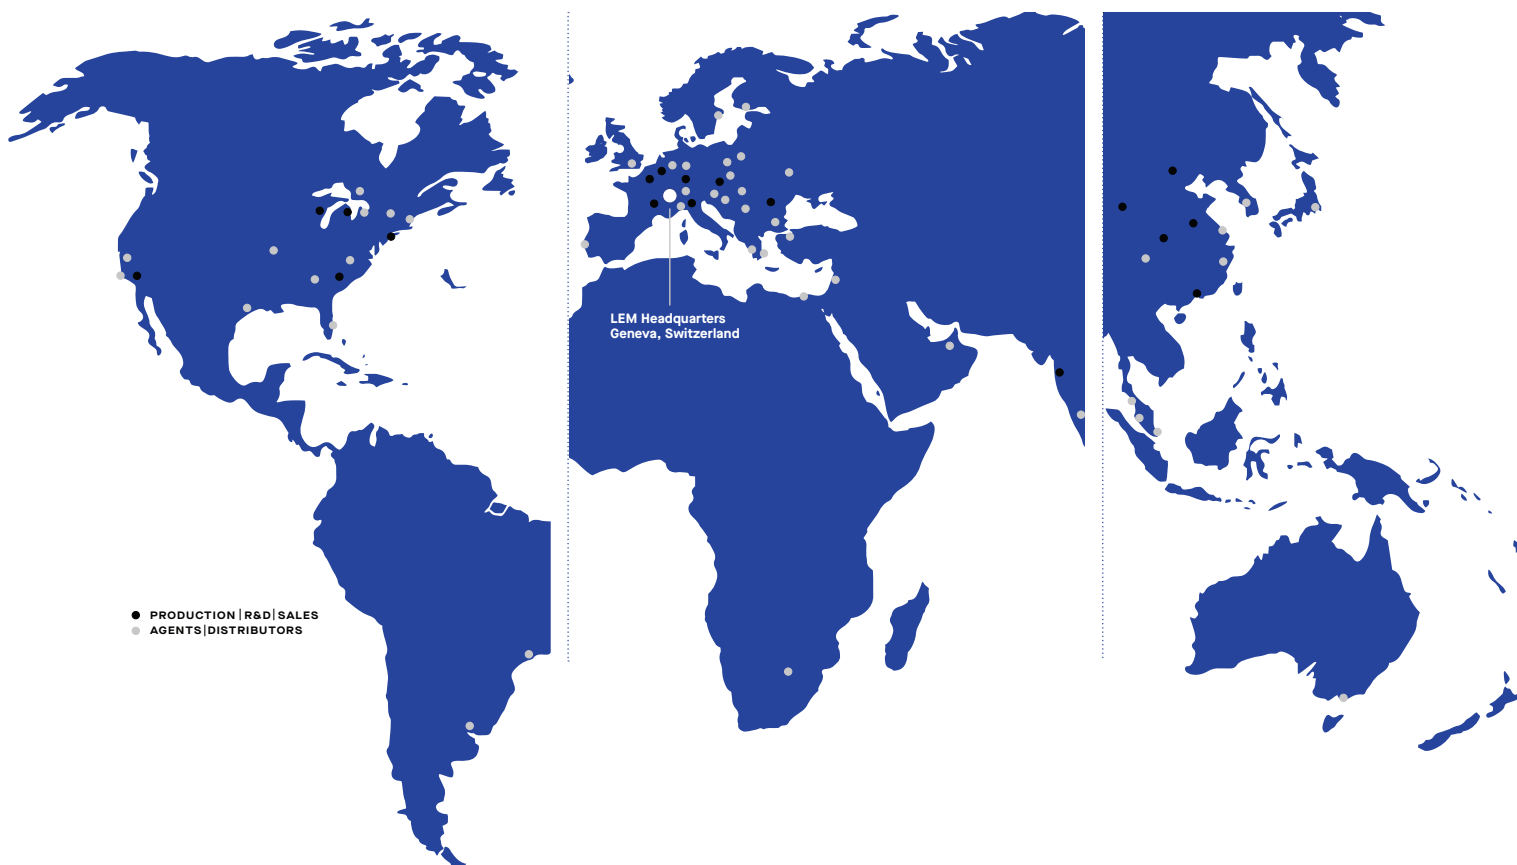 LEM Headquarters
Geneva, Switzerland
PRODUCTION|R&D|SALES
AGENTS|DISTRIBUTORS